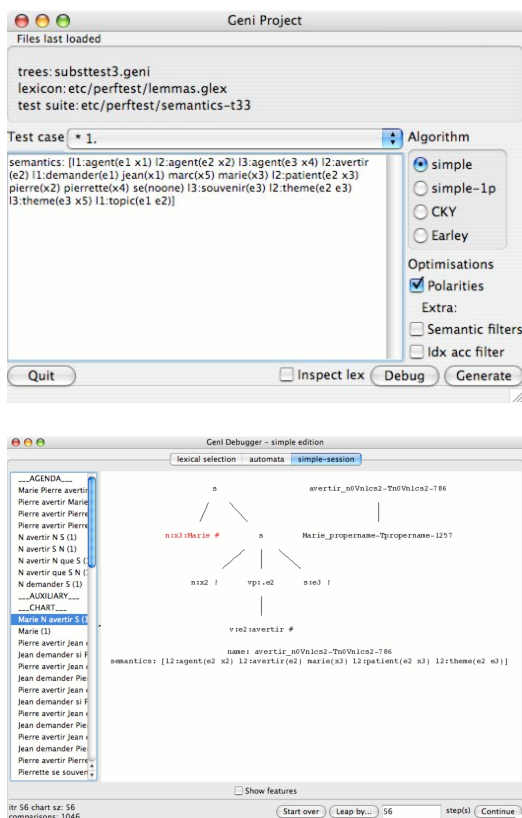 Geni Project
Files last loaded
trees: substtest3.geni
lexicon: etc/perftest/lemmas.glex
test suite: etc/perftest/semantics-t33
Test case * 1. Algorithm
semantics: [l1:agent(e1 x1) l2:agent(e2 x2) l3:agent(e3 x4) l2:avertir
(e2) l1:demander(e1) jean(x1) marc(x5) marie(x3) l2:patient(e2 x3)
pierre(x2) pierrette(x4) se(noone) l3:souvenir(e3) l2:theme(e2 e3)
l3:theme(e3 x5) l1:topic(e1 e2)]
simple
simple-1p
CKY
Earley
Optimisations
Polarities
Extra:
Semantic filters
Idx acc filter
Quit Inspect lex Debug Generate
GenI Debugger - simple edition
lexical selection automata simple-session
___AGENDA___
Marie Pierre avertir
Pierre avertir Marie
Pierre avertir Pierre
Pierre avertir Pierre
N avertir N S (1)
N avertir S N (1)
N avertir N que S (
N avertir que S N (
N demander S (1)
___AUXILIARY___
___CHART___
Marie N avertir S (1
Marie (1)
Pierre avertir Jean
Jean demander si P
Pierre avertir Jean
Jean demander Pie
Pierre avertir Jean
Jean demander si P
Pierre avertir Jean
Jean demander Pie
Pierre avertir Jean
Jean demander Pie
Pierre avertir Pierre
Pierrette se souven
s avertir_n0Vn1cs2-Tn0Vn1cs2-786
n:x3:Marie # s Marie_propername-Tpropername-1257
n:x2 ! vp:.e2 s:e3 !
v:e2:avertir #
name: avertir_n0Vn1cs2-Tn0Vn1cs2-786
semantics: [l2:agent(e2 x2) l2:avertir(e2) marie(x3) l2:patient(e2 x3) l2:theme(e2 e3)]
Show features
itr 56 chart sz: 56
comparisons: 1046
Start over Leap by... 56 step(s) Continue